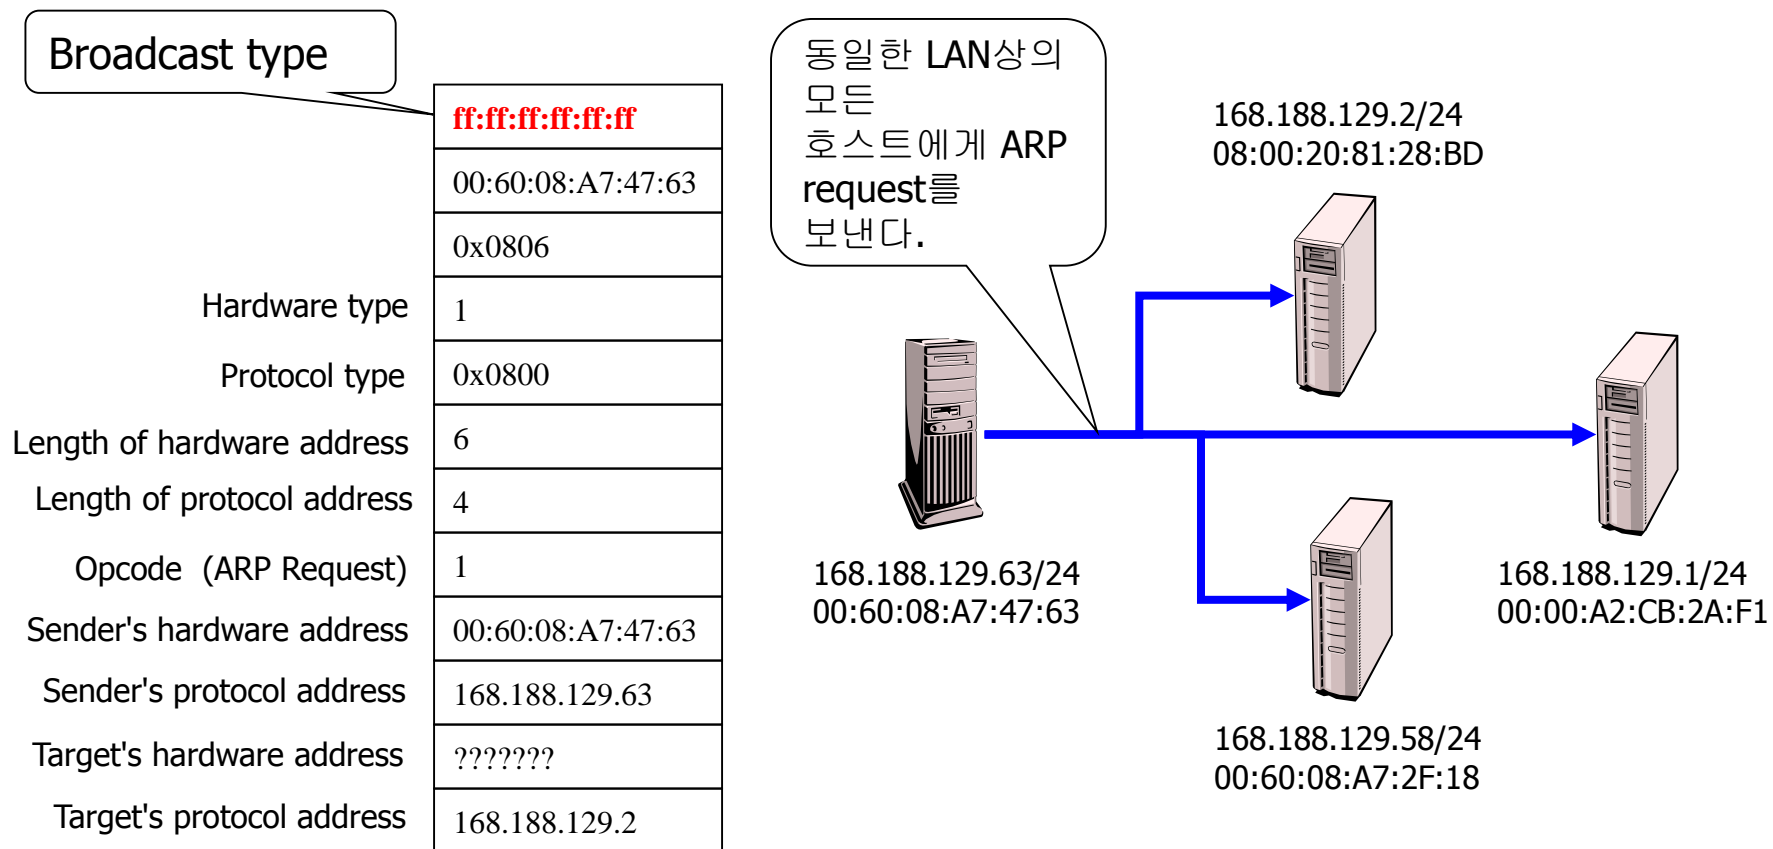 Broadcast type
ff:ff:ff:ff:ff:ff
00:60:08:A7:47:63
0x0806
Hardware type 1
Protocol type 0x0800
Length of hardware address 6
Length of protocol address 4
Opcode (ARP Request) 1
Sender's hardware address 00:60:08:A7:47:63
Sender's protocol address 168.188.129.63
Target's hardware address ???????
Target's protocol address 168.188.129.2
동일한 LAN상의
모든
호스트에게 ARP
request를
보낸다.
168.188.129.2/24
08:00:20:81:28:BD
168.188.129.63/24
00:60:08:A7:47:63
168.188.129.1/24
00:00:A2:CB:2A:F1
168.188.129.58/24
00:60:08:A7:2F:18